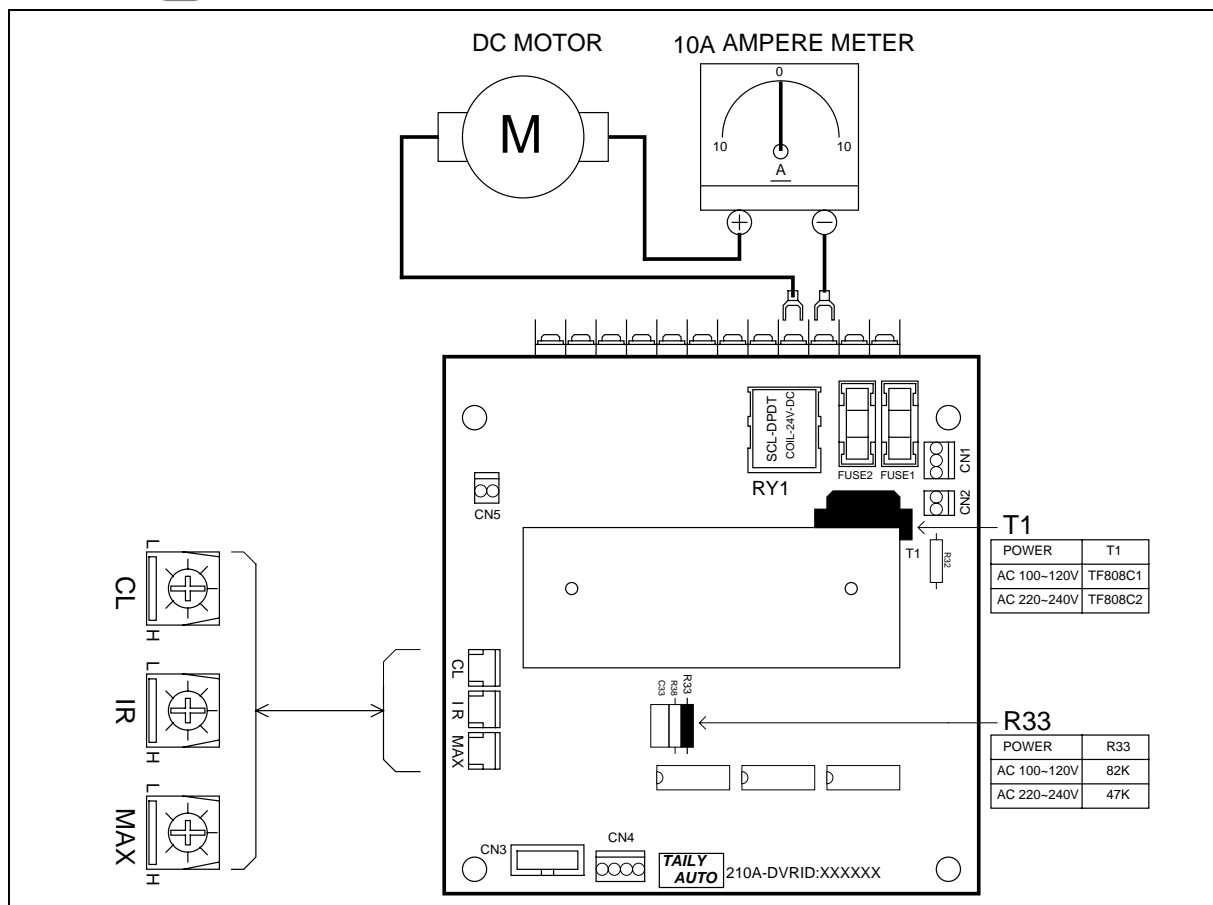 DC MOTOR
10A AMPERE METER
0
10
10
M
A
+
−
SCL-DPDT
COIL-24V-DC
RY1
FUSE2
FUSE1
CN1
CN2
CN5
T1
T1
R32
POWER T1
AC 100~120V TF808C1
AC 220~240V TF808C2
L
CL
H
L
IR
H
L
MAX
H
CL
IR
MAX
C33
R38
R33
R33
POWER R33
AC 100~120V 82K
AC 220~240V 47K
CN3
CN4
TAILY
AUTO
210A-DVRID:XXXXXX